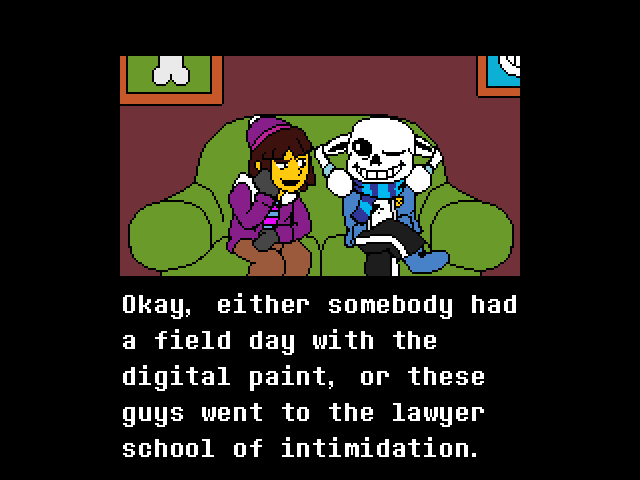 Okay, either somebody had
a field day with the
digital paint, or these
guys went to the lawyer
school of intimidation.